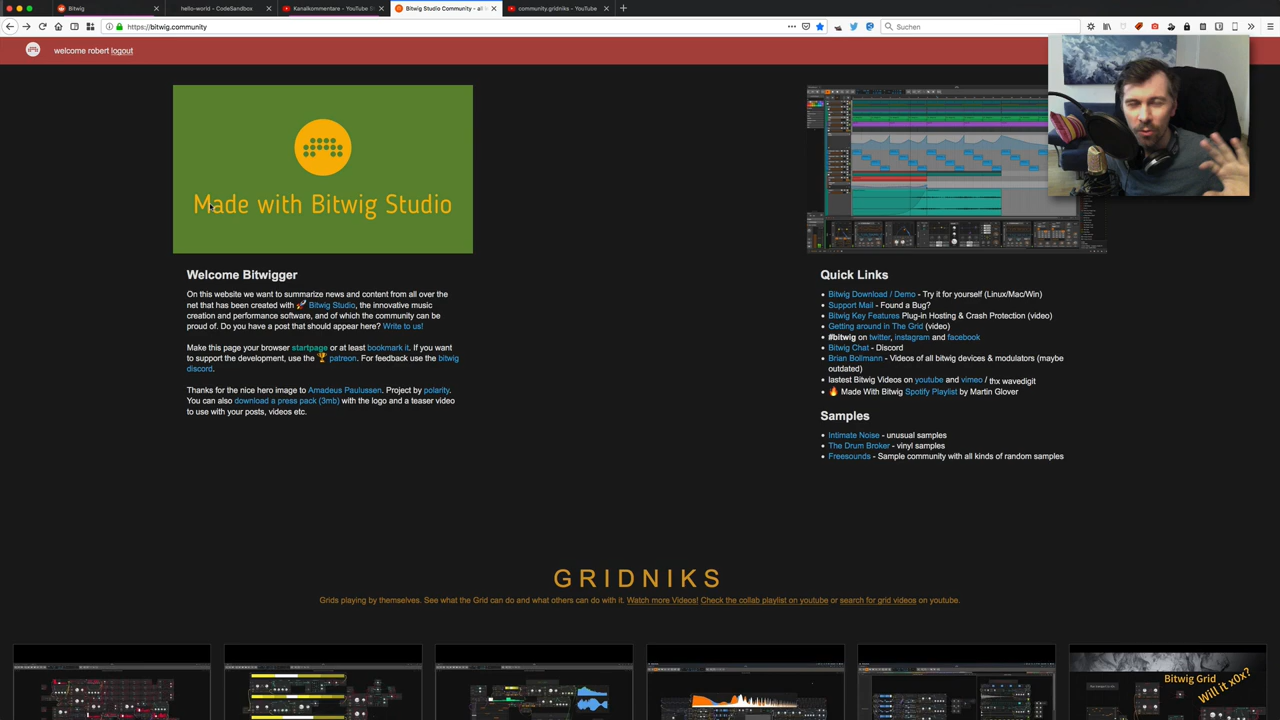 Bitwig
hello-world - CodeSandbox
Kanalkommentare - YouTube S
Bitwig Studio Community - al
community.gridniks - YouTube
https://bitwig.community
Suchen
welcome robert logout
Made with Bitwig Studio
Welcome Bitwigger
On this website we want to summarize news and content from all over the
net that has been created with 🚀 Bitwig Studio, the innovative music
creation and performance software, and of which the community can be
proud of. Do you have a post that should appear here? Write to us!
Make this page your browser startpage or at least bookmark it. If you want
to support the development, use the 🏆 patreon. For feedback use the bitwig
discord.
Thanks for the nice hero image to Amadeus Paulussen. Project by polarity.
You can also download a press pack (3mb) with the logo and a teaser video
to use with your posts, videos etc.
Quick Links
Bitwig Download / Demo - Try it for yourself (Linux/Mac/Win)
Support Mail - Found a Bug?
Bitwig Key Features Plug-in Hosting & Crash Protection (video)
Getting around in The Grid (video)
#bitwig on twitter, instagram and facebook
Bitwig Chat - Discord
Brian Bollmann - Videos of all bitwig devices & modulators (maybe
outdated)
lastest Bitwig Videos on youtube and vimeo / thx wavedigit
🔥 Made With Bitwig Spotify Playlist by Martin Glover
Samples
Intimate Noise - unusual samples
The Drum Broker - vinyl samples
Freesounds - Sample community with all kinds of random samples
GRIDNIKS
Grids playing by themselves. See what the Grid can do and what others can do with it. Watch more Videos! Check the collab playlist on youtube or search for grid videos on youtube.
Bitwig Grid
Will it x0x?